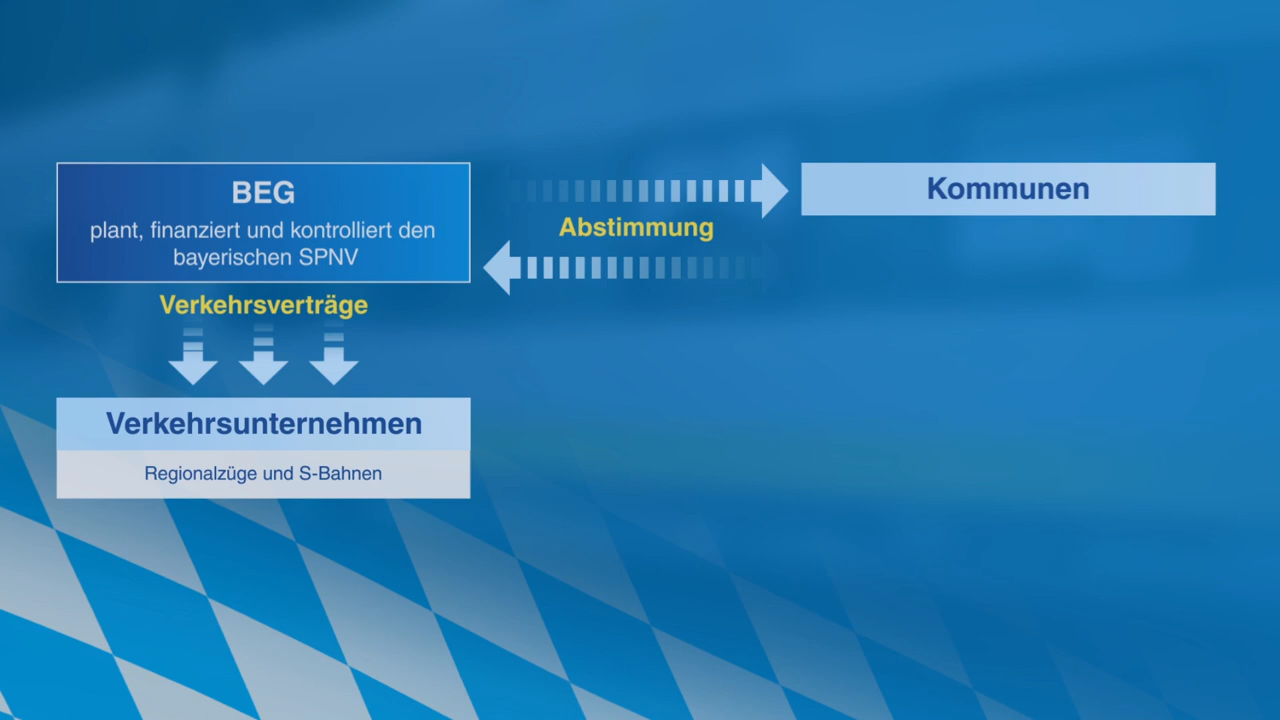 BEG
plant, finanziert und kontrolliert den
bayerischen SPNV
Abstimmung
Kommunen
Verkehrsverträge
Verkehrsunternehmen
Regionalzüge und S-Bahnen